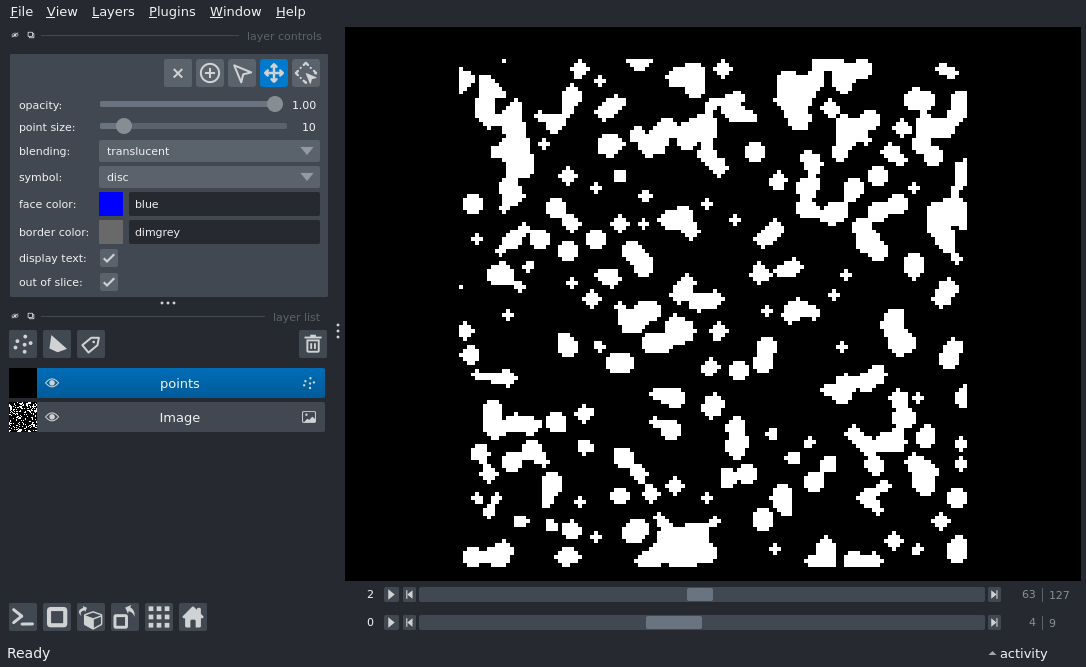 File View Layers Plugins Window Help
layer controls
opacity: 1.00
point size: 10
blending: translucent
symbol: disc
face color: blue
border color: dimgrey
display text:
out of slice:
layer list
points
Image
2 63 127
0 4 9
Ready activity